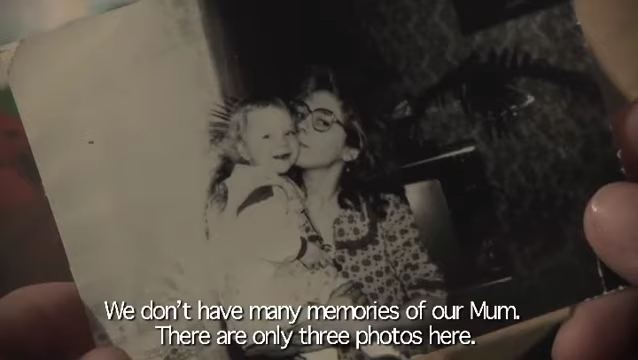 We don't have many memories of our Mum.
There are only three photos here.